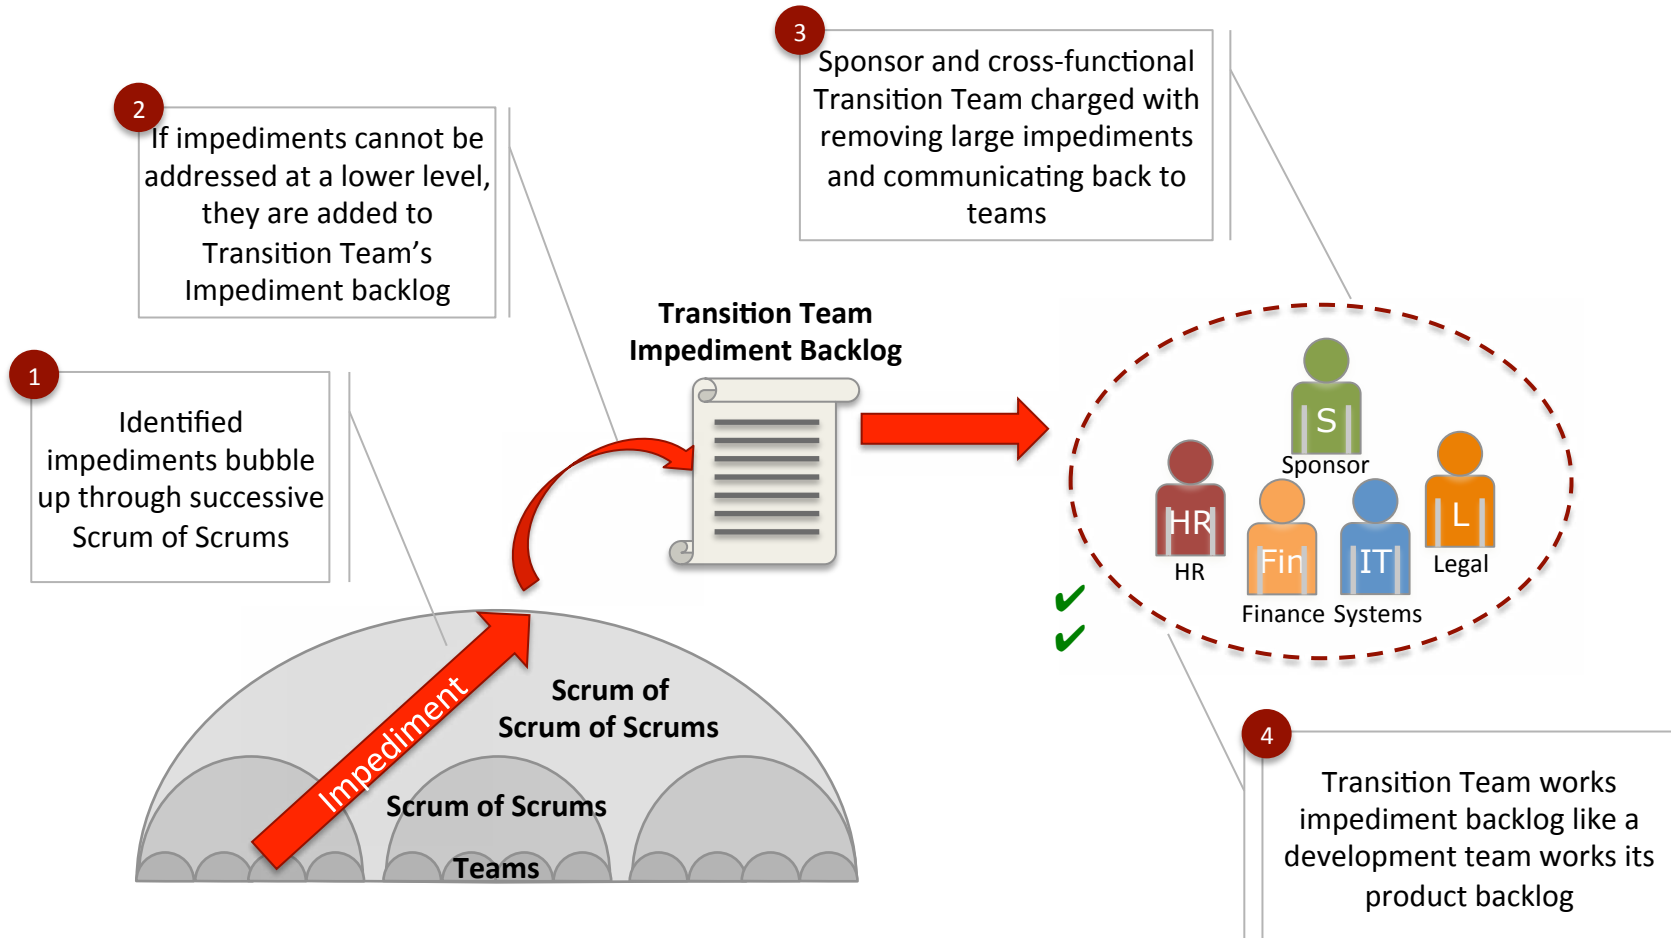 1
Identified
impediments bubble
up through successive
Scrum of Scrums
2
If impediments cannot be
addressed at a lower level,
they are added to
Transition Team’s
Impediment backlog
3
Sponsor and cross-functional
Transition Team charged with
removing large impediments
and communicating back to
teams
Transition Team
Impediment Backlog
S
Sponsor
HR
HR
Fin
Finance
IT
Systems
L
Legal
Impediment
Scrum of
Scrum of Scrums
Scrum of Scrums
Teams
4
Transition Team works
impediment backlog like a
development team works its
product backlog